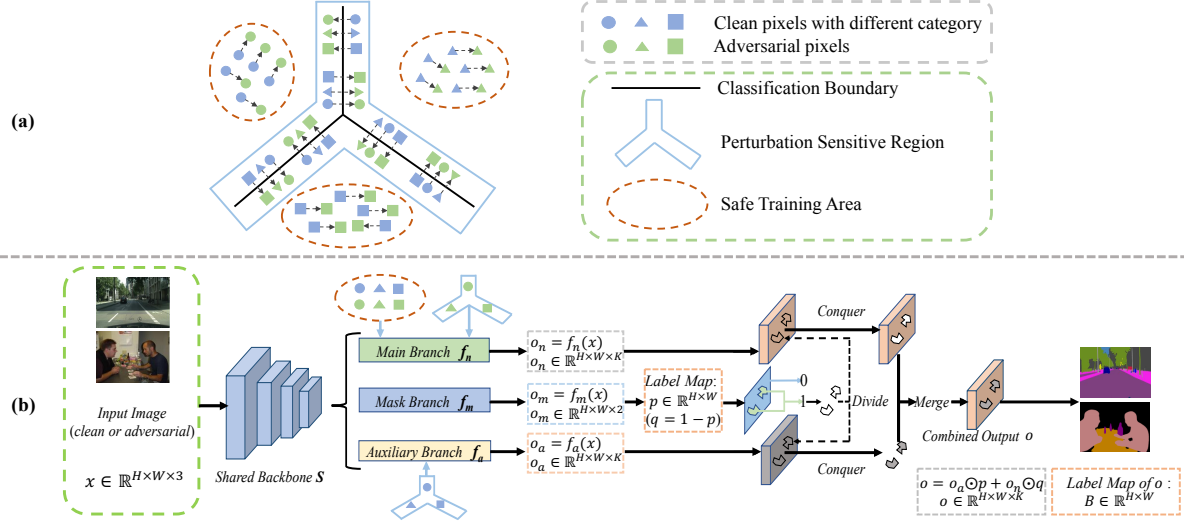 (a)
Clean pixels with different category
Adversarial pixels
Classification Boundary
Perturbation Sensitive Region
Safe Training Area
(b)
Input Image
(clean or adversarial)
x ∈ ℝ^{H×W×3}
Shared Backbone S
Main Branch f_n
Mask Branch f_m
Auxiliary Branch f_a
o_n = f_n(x)
o_n ∈ ℝ^{H×W×K}
o_m = f_m(x)
o_m ∈ ℝ^{H×W×2}
o_a = f_a(x)
o_a ∈ ℝ^{H×W×K}
Label Map:
p ∈ ℝ^{H×W}
(q = 1 − p)
0
1
Conquer
Divide
Conquer
Merge
Combined Output o
o = o_a⊙p + o_n⊙q
o ∈ ℝ^{H×W×K}
Label Map of o :
B ∈ ℝ^{H×W}